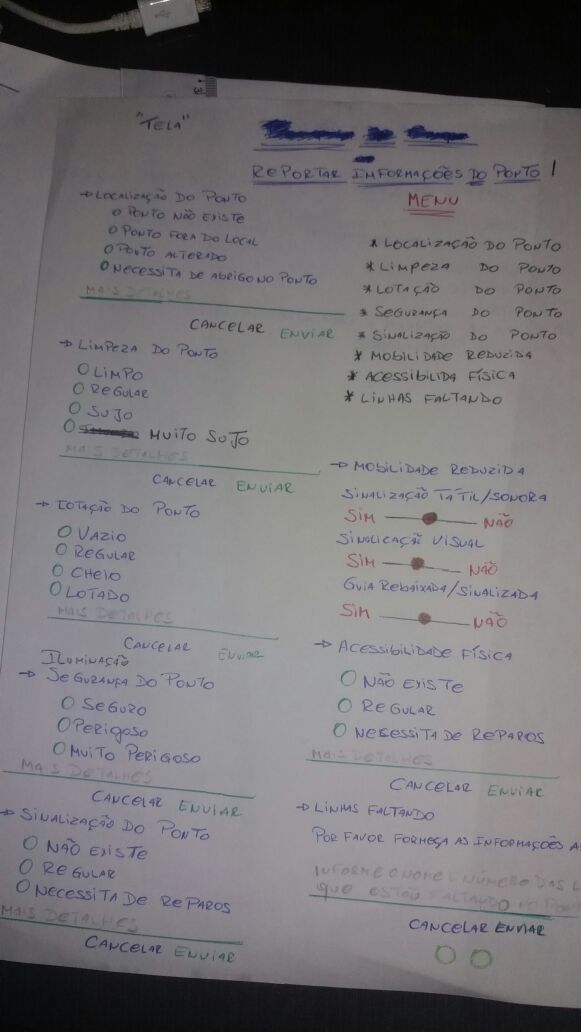 "TELA"
REPORTAR INFORMAÇÕES DO PONTO
→ LOCALIZAÇÃO DO PONTO
O PONTO NÃO EXISTE
O PONTO FORA DO LOCAL
O PONTO ALTERADO
O NECESSITA DE ABRIGO NO PONTO
MAIS DETALHES
CANCELAR ENVIAR
→ LIMPEZA DO PONTO
O LIMPO
O REGULAR
O SUJO
O MUITO SUJO
MAIS DETALHES
CANCELAR ENVIAR
→ LOTAÇÃO DO PONTO
O VAZIO
O REGULAR
O CHEIO
O LOTADO
MAIS DETALHES
CANCELAR ENVIAR
ILUMINAÇÃO
→ SEGURANÇA DO PONTO
O SEGURO
O PERIGOSO
O MUITO PERIGOSO
MAIS DETALHES
CANCELAR ENVIAR
→ SINALIZAÇÃO DO PONTO
O NÃO EXISTE
O REGULAR
O NECESSITA DE REPAROS
MAIS DETALHES
CANCELAR ENVIAR
MENU
* LOCALIZAÇÃO DO PONTO
* LIMPEZA DO PONTO
* LOTAÇÃO DO PONTO
* SEGURANÇA DO PONTO
* SINALIZAÇÃO DO PONTO
* MOBILIDADE REDUZIDA
* ACESSIBILIDA FÍSICA
* LINHAS FALTANDO
→ MOBILIDADE REDUZIDA
SINALIZAÇÃO TÁTIL/SONORA
SIM NÃO
SINALICAÇÃO VISUAL
SIM NÃO
GUIA REBAIXADA/SINALIZADA
SIM NÃO
→ ACESSIBILIDADE FÍSICA
O NÃO EXISTE
O REGULAR
O NECESSITA DE REPAROS
MAIS DETALHES
CANCELAR ENVIAR
→ LINHAS FALTANDO
POR FAVOR FORNEÇA AS INFORMAÇÕES
INFORME O NOME E NÚMERO DAS
QUE ESTÃO FALTANDO
CANCELAR ENVIAR